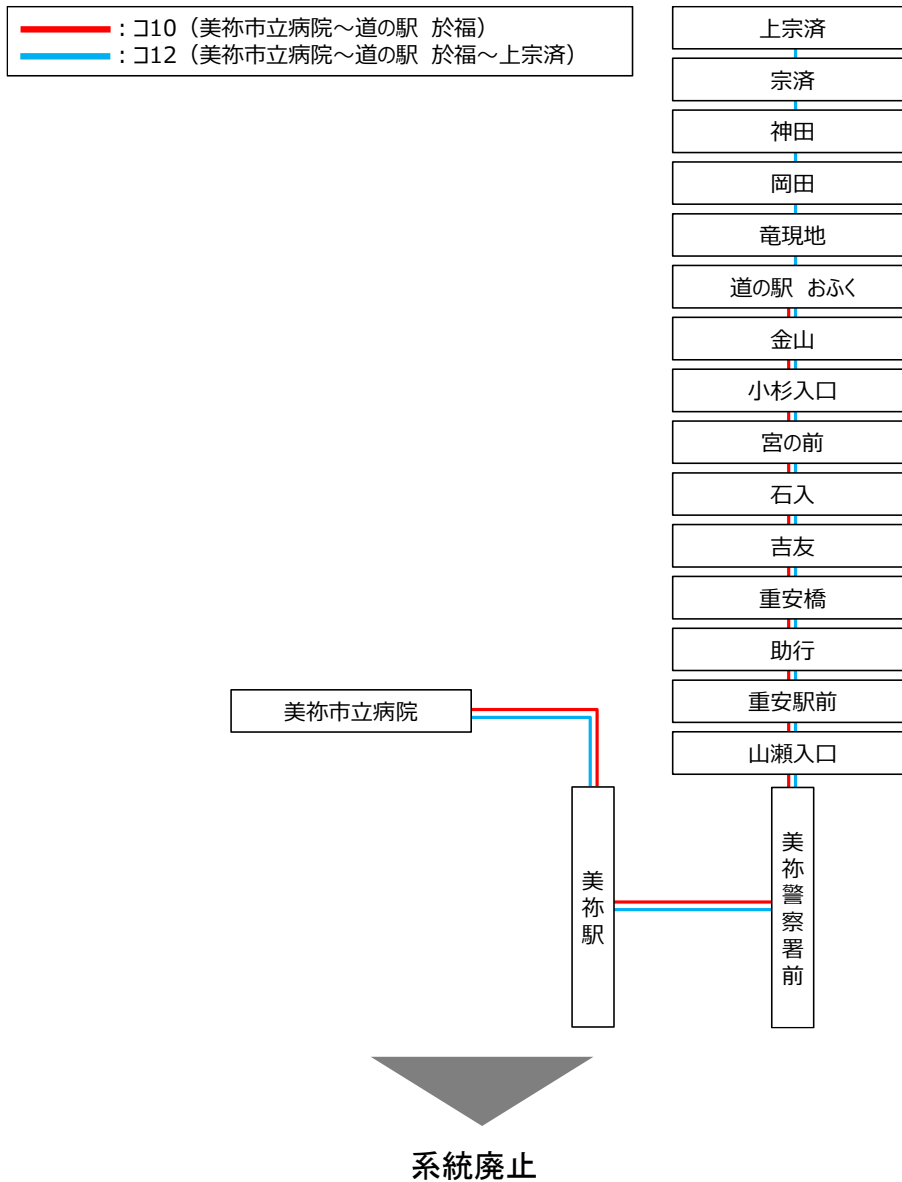 ：コ10（美祢市立病院～道の駅 於福）
：コ12（美祢市立病院～道の駅 於福～上宗済）
上宗済
宗済
神田
岡田
竜現地
道の駅 おふく
金山
小杉入口
宮の前
石入
吉友
重安橋
助行
重安駅前
山瀬入口
美祢市立病院
美祢駅
美祢警察署前
系統廃止